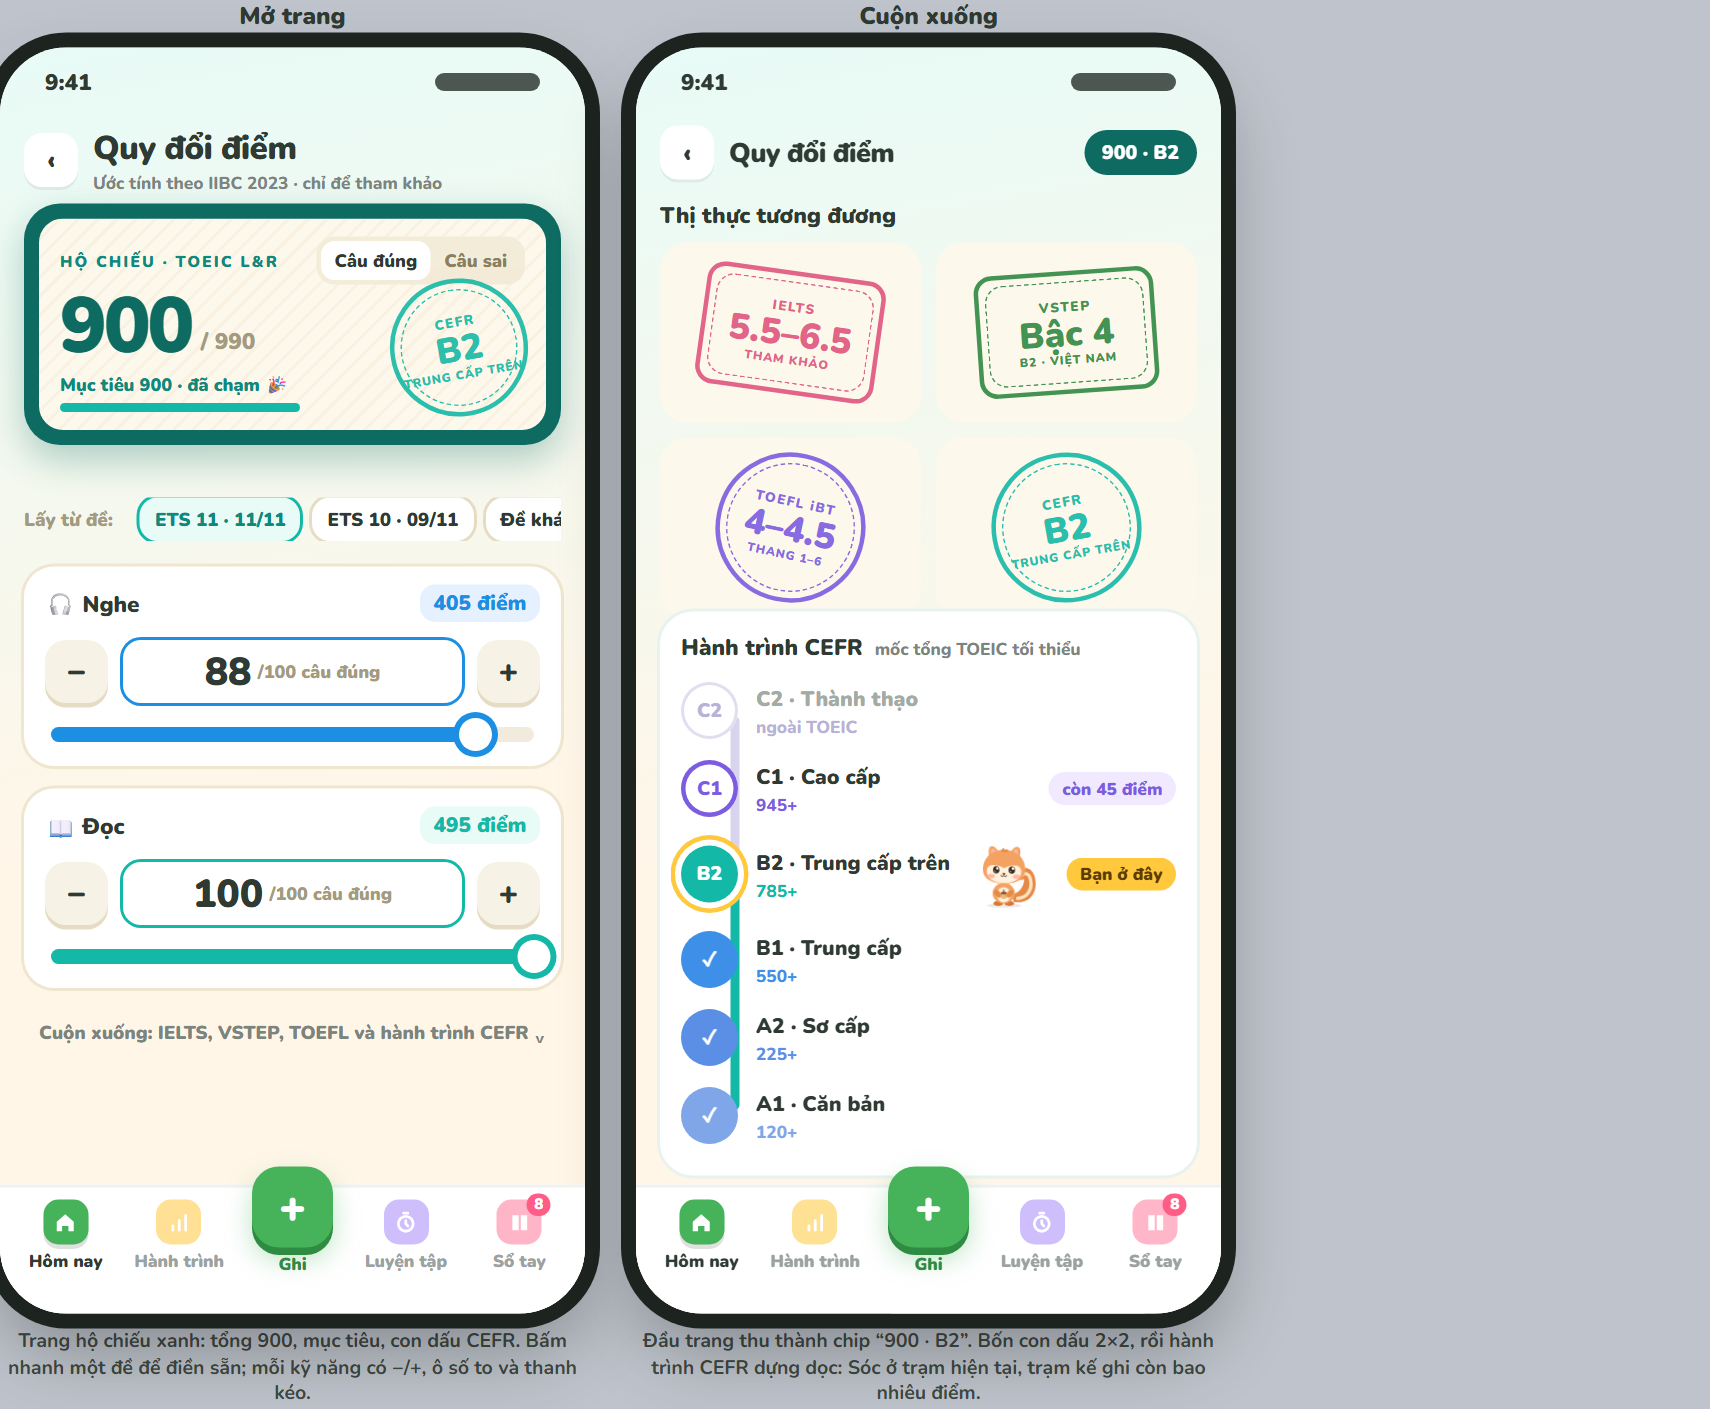 Mở trang
9:41
‹
Quy đổi điểm
Ước tính theo IIBC 2023 · chỉ để tham khảo
HỘ CHIẾU · TOEIC L&R
Câu đúng
Câu sai
900 / 990
Mục tiêu 900 · đã chạm 🎉
CEFR
B2
TRUNG CẤP TRÊN
Lấy từ đề:
ETS 11 · 11/11
ETS 10 · 09/11
Đề khá
Nghe
405 điểm
−
88 /100 câu đúng
+
Đọc
495 điểm
−
100 /100 câu đúng
+
Cuộn xuống: IELTS, VSTEP, TOEFL và hành trình CEFR v
Hôm nay
Hành trình
+
Ghi
Luyện tập
8
Sổ tay
Trang hộ chiếu xanh: tổng 900, mục tiêu, con dấu CEFR. Bấm
nhanh một đề để điền sẵn; mỗi kỹ năng có −/+, ô số to và thanh
kéo.
Cuộn xuống
9:41
‹
Quy đổi điểm
900 · B2
Thị thực tương đương
IELTS
5.5–6.5
THAM KHẢO
VSTEP
Bậc 4
B2 · VIỆT NAM
TOEFL iBT
4–4.5
THANG 1–6
CEFR
B2
TRUNG CẤP TRÊN
Hành trình CEFR mốc tổng TOEIC tối thiểu
C2
C2 · Thành thạo
ngoài TOEIC
C1
C1 · Cao cấp
945+
còn 45 điểm
B2
B2 · Trung cấp trên
785+
Bạn ở đây
✓
B1 · Trung cấp
550+
✓
A2 · Sơ cấp
225+
✓
A1 · Căn bản
120+
Hôm nay
Hành trình
+
Ghi
Luyện tập
8
Sổ tay
Đầu trang thu thành chip “900 · B2”. Bốn con dấu 2×2, rồi hành
trình CEFR dựng dọc: Sóc ở trạm hiện tại, trạm kế ghi còn bao
nhiêu điểm.